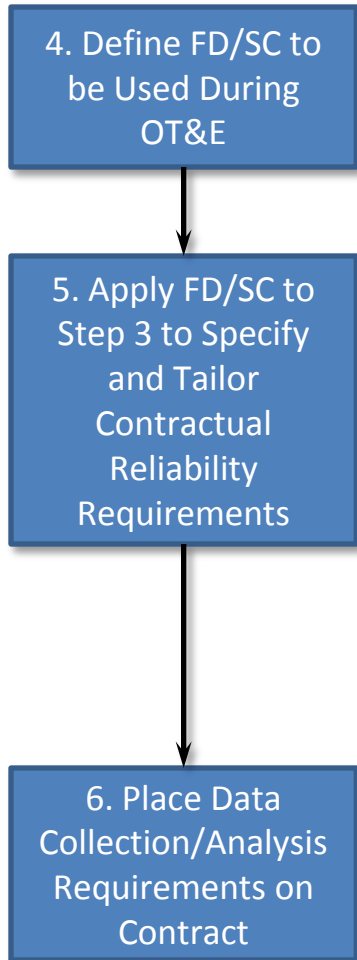 4. Define FD/SC to
be Used During
OT&E
5. Apply FD/SC to
Step 3 to Specify
and Tailor
Contractual
Reliability
Requirements
6. Place Data
Collection/Analysis
Requirements on
Contract